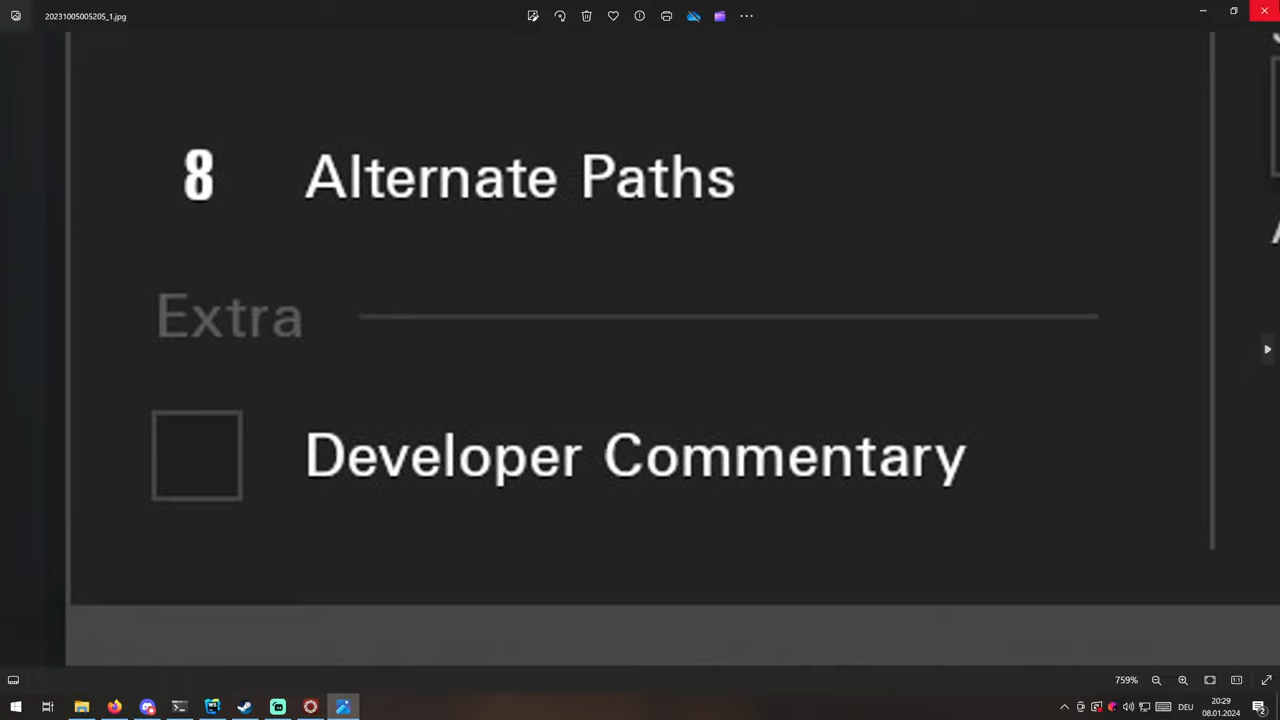 20231005005205_1.jpg
8 Alternate Paths
Extra
Developer Commentary
759%
DEU
20:29
08.01.2024